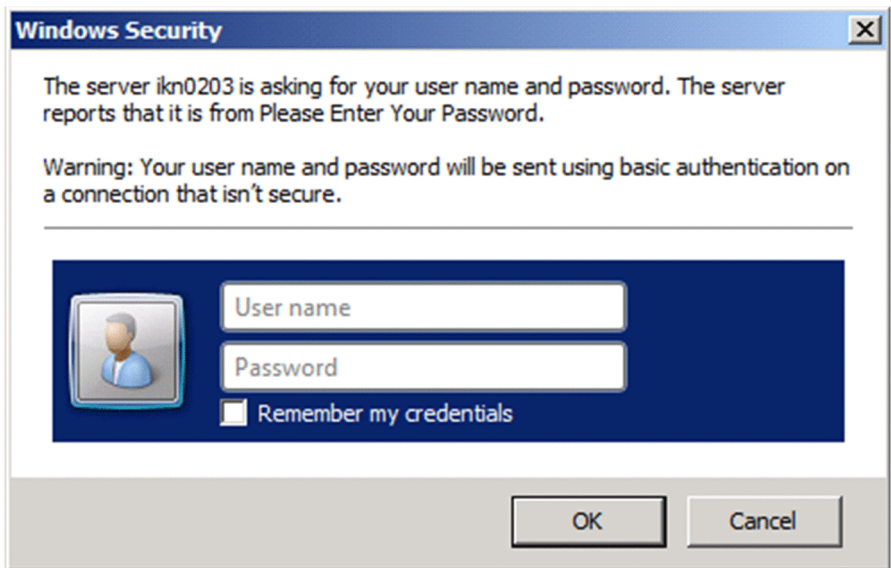 Windows Security
The server ikn0203 is asking for your user name and password. The server
reports that it is from Please Enter Your Password.
Warning: Your user name and password will be sent using basic authentication on
a connection that isn't secure.
User name
Password
Remember my credentials
OK
Cancel